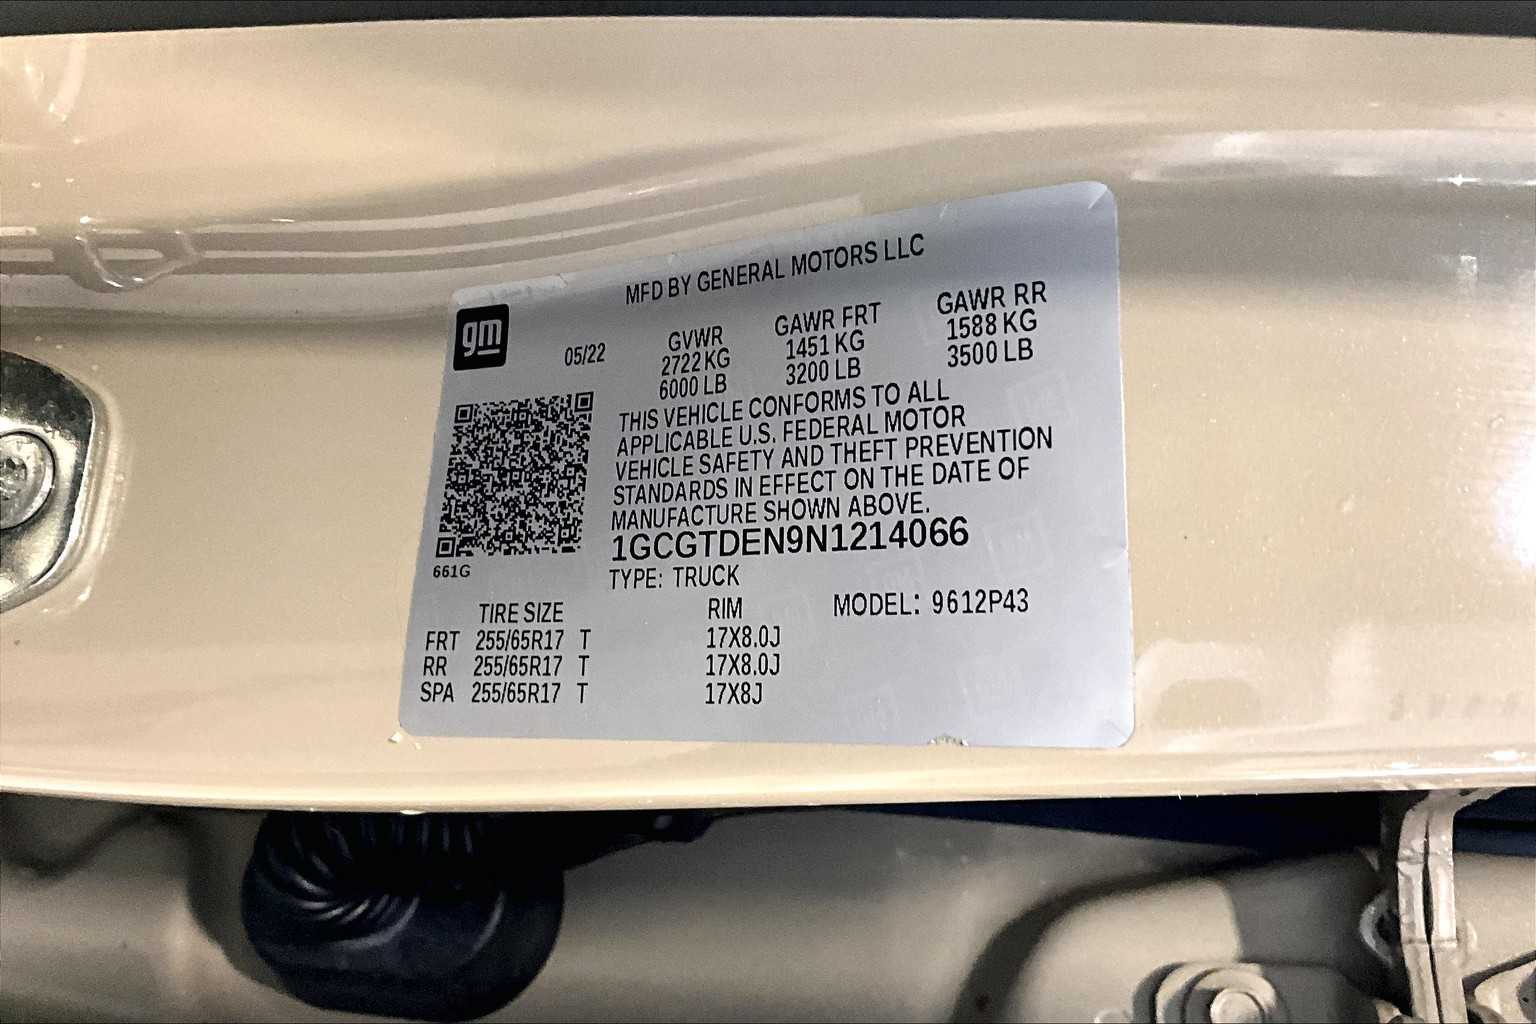 MFD BY GENERAL MOTORS LLC
gm
05/22
GVWR GAWR FRT GAWR RR
2722 KG 1451 KG 1588 KG
6000 LB 3200 LB 3500 LB
THIS VEHICLE CONFORMS TO ALL
APPLICABLE U.S. FEDERAL MOTOR
VEHICLE SAFETY AND THEFT PREVENTION
STANDARDS IN EFFECT ON THE DATE OF
MANUFACTURE SHOWN ABOVE.
1GCGTDEN9N1214066
661G
TYPE: TRUCK
TIRE SIZE RIM MODEL: 9612P43
FRT 255/65R17 T 17X8.0J
RR 255/65R17 T 17X8.0J
SPA 255/65R17 T 17X8J